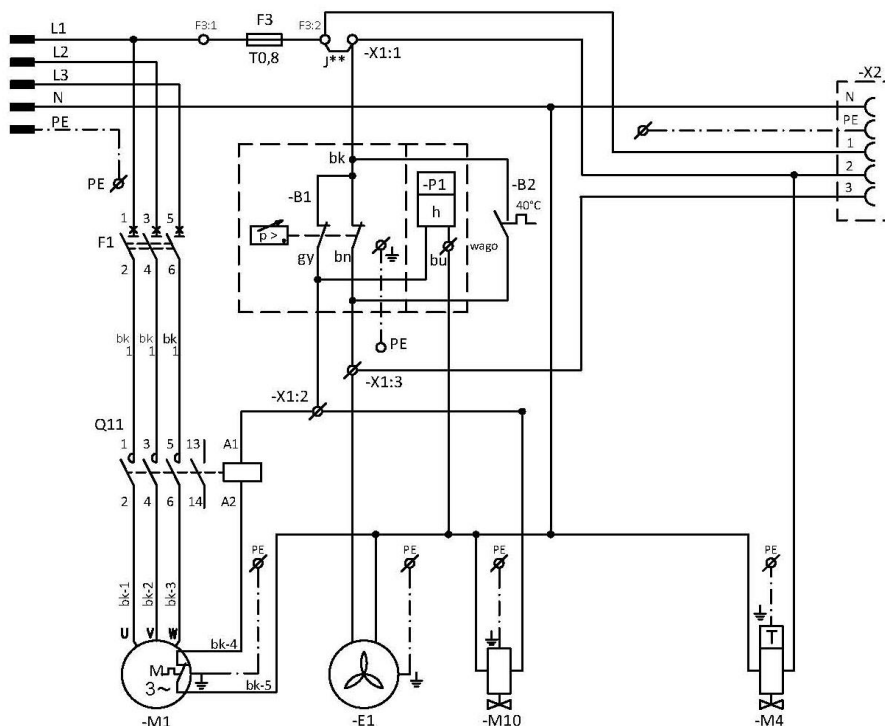 L1 F3:1 F3 F3:2
T0,8 J** -X1:1
L2
L3 -X2
N N
PE PE
1
bk 2
PE -B1 -P1 -B2 3
h 40°C
1 3 5
F1 p > wago
2 4 6 gy bn bu
bk 1 bk 1 bk 1 PE
-X1:3
-X1:2
Q11
1 3 5 13 A1
2 4 6 14 A2
PE PE PE PE
bk-1 bk-2 bk-3
U V W
bk-4
M T
3~
bk-5
-M1 -E1 -M10 -M4